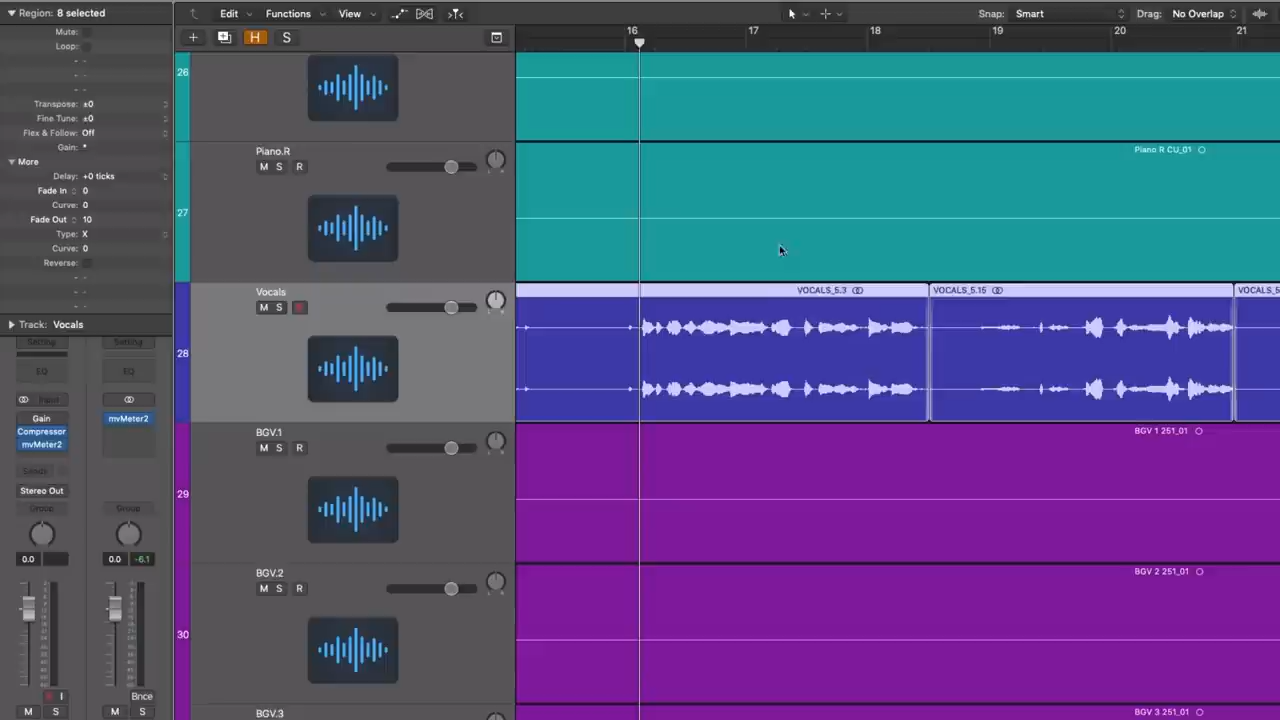 Region: 8 selected
Mute:
Loop:
Transpose: ±0
Fine Tune: ±0
Flex & Follow: Off
Gain:
More
Delay: +0 ticks
Fade In 0
Curve: 0
Fade Out 10
Type: X
Curve: 0
Reverse:
Track: Vocals
Setting Setting
EQ EQ
Input
Gain
Compressor
mvMeter2
mvMeter2
Sends
Stereo Out
Group Group
0.0 0.0 -6.1
I Bnce
M S M S
Edit Functions View
Snap: Smart Drag: No Overlap
+ H S
16 17 18 19 20 21
26
27
Piano.R
M S R
L R
Piano R CU_01
28
Vocals
M S
VOCALS_5.3 VOCALS_5.15 VOCALS_5
29
BGV.1
M S R
L R
BGV 1 251_01
30
BGV.2
M S R
L R
BGV 2 251_01
BGV.3
BGV 3 251_01